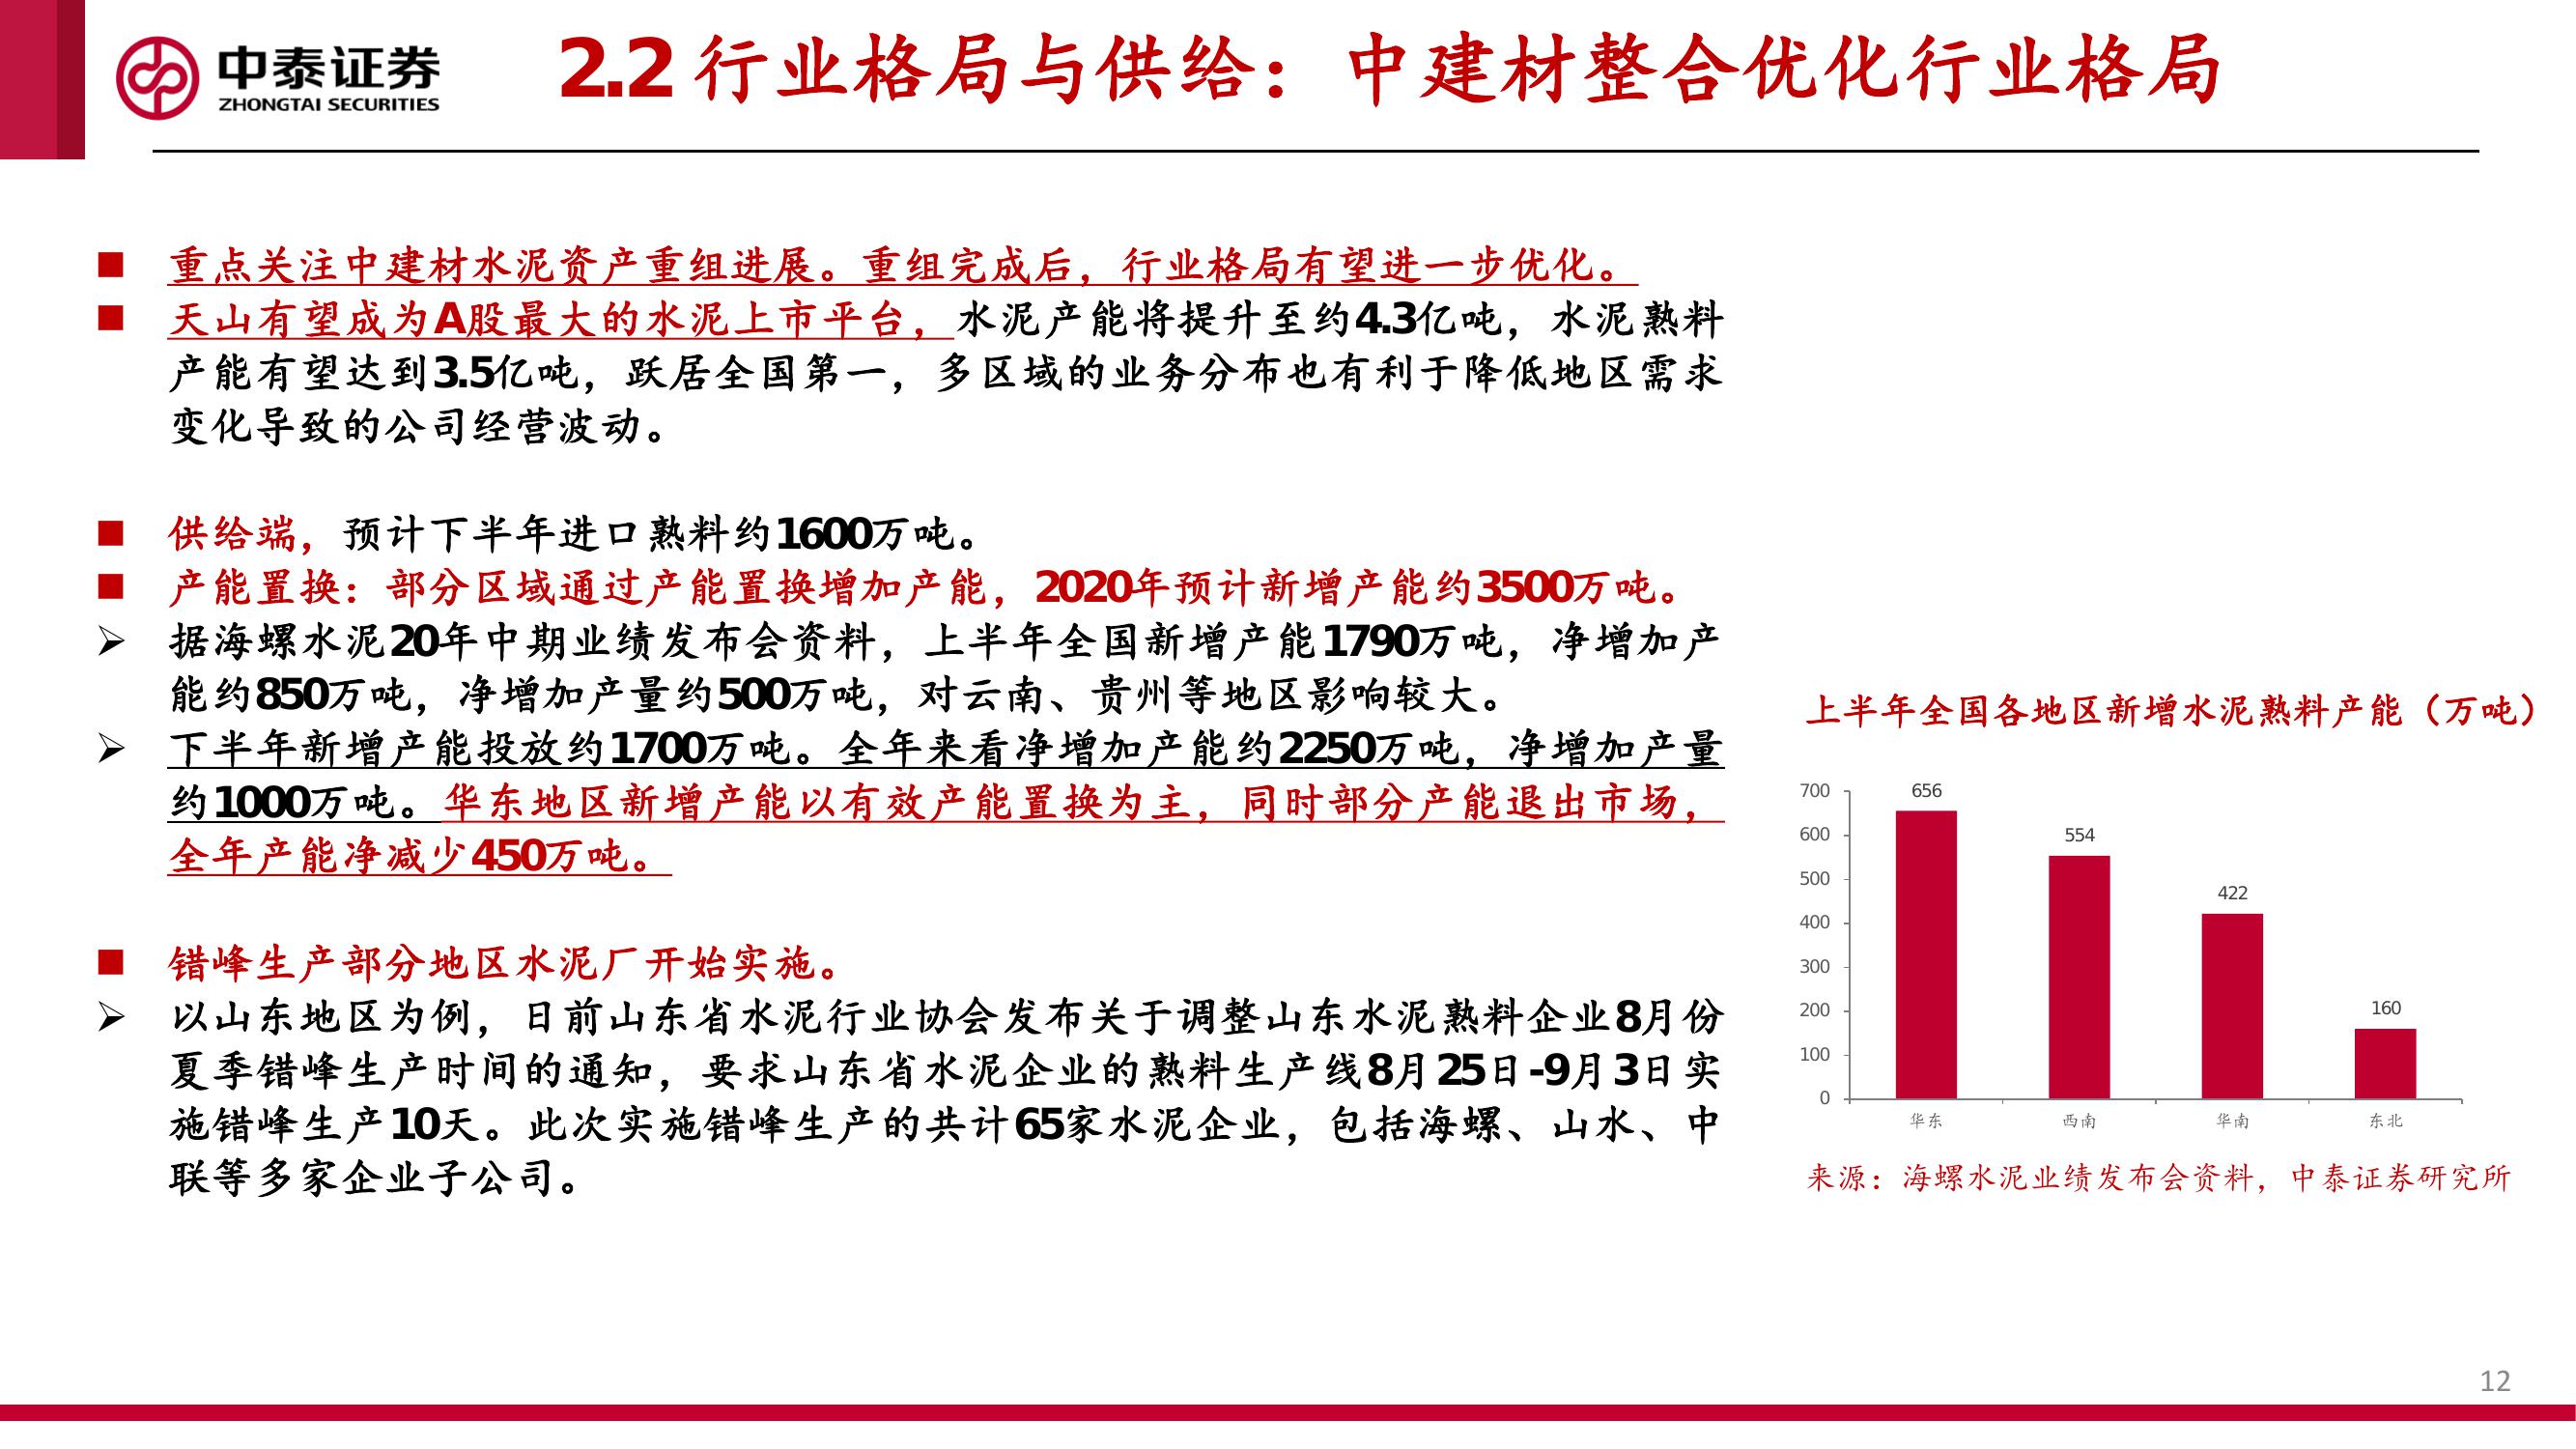 中泰证券
ZHONGTAI SECURITIES
2.2 行业格局与供给：中建材整合优化行业格局
■ 重点关注中建材水泥资产重组进展。重组完成后，行业格局有望进一步优化。
■ 天山有望成为A股最大的水泥上市平台，水泥产能将提升至约4.3亿吨，水泥熟料
产能有望达到3.5亿吨，跃居全国第一，多区域的业务分布也有利于降低地区需求
变化导致的公司经营波动。
■ 供给端，预计下半年进口熟料约1600万吨。
■ 产能置换：部分区域通过产能置换增加产能，2020年预计新增产能约3500万吨。
➢ 据海螺水泥20年中期业绩发布会资料，上半年全国新增产能1790万吨，净增加产
能约850万吨，净增加产量约500万吨，对云南、贵州等地区影响较大。
➢ 下半年新增产能投放约1700万吨。全年来看净增加产能约2250万吨，净增加产量
约1000万吨。华东地区新增产能以有效产能置换为主，同时部分产能退出市场，
全年产能净减少450万吨。
■ 错峰生产部分地区水泥厂开始实施。
➢ 以山东地区为例，日前山东省水泥行业协会发布关于调整山东水泥熟料企业8月份
夏季错峰生产时间的通知，要求山东省水泥企业的熟料生产线8月25日-9月3日实
施错峰生产10天。此次实施错峰生产的共计65家水泥企业，包括海螺、山水、中
联等多家企业子公司。
上半年全国各地区新增水泥熟料产能（万吨）
700
600
500
400
300
200
100
0
656
554
422
160
华东
西南
华南
东北
来源：海螺水泥业绩发布会资料，中泰证券研究所
12